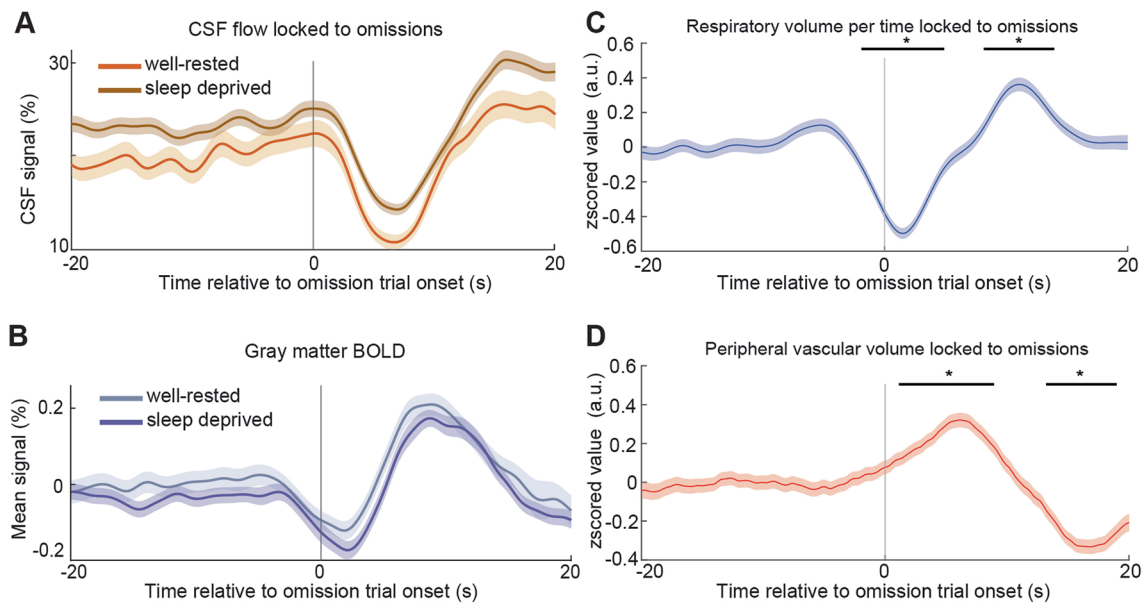 A
CSF flow locked to omissions
well-rested
sleep deprived
30
10
CSF signal (%)
-20
0
20
Time relative to omission trial onset (s)
B
Gray matter BOLD
well-rested
sleep deprived
0.2
0
-0.2
Mean signal (%)
-20
0
20
Time relative to omission trial onset (s)
C
Respiratory volume per time locked to omissions
*
*
0.6
0.4
0.2
0
-0.2
-0.4
-0.6
zscored value (a.u.)
-20
0
20
Time relative to omission trial onset (s)
D
Peripheral vascular volume locked to omissions
*
*
0.6
0.4
0.2
0
-0.2
-0.4
zscored value (a.u.)
-20
0
20
Time relative to omission trial onset (s)